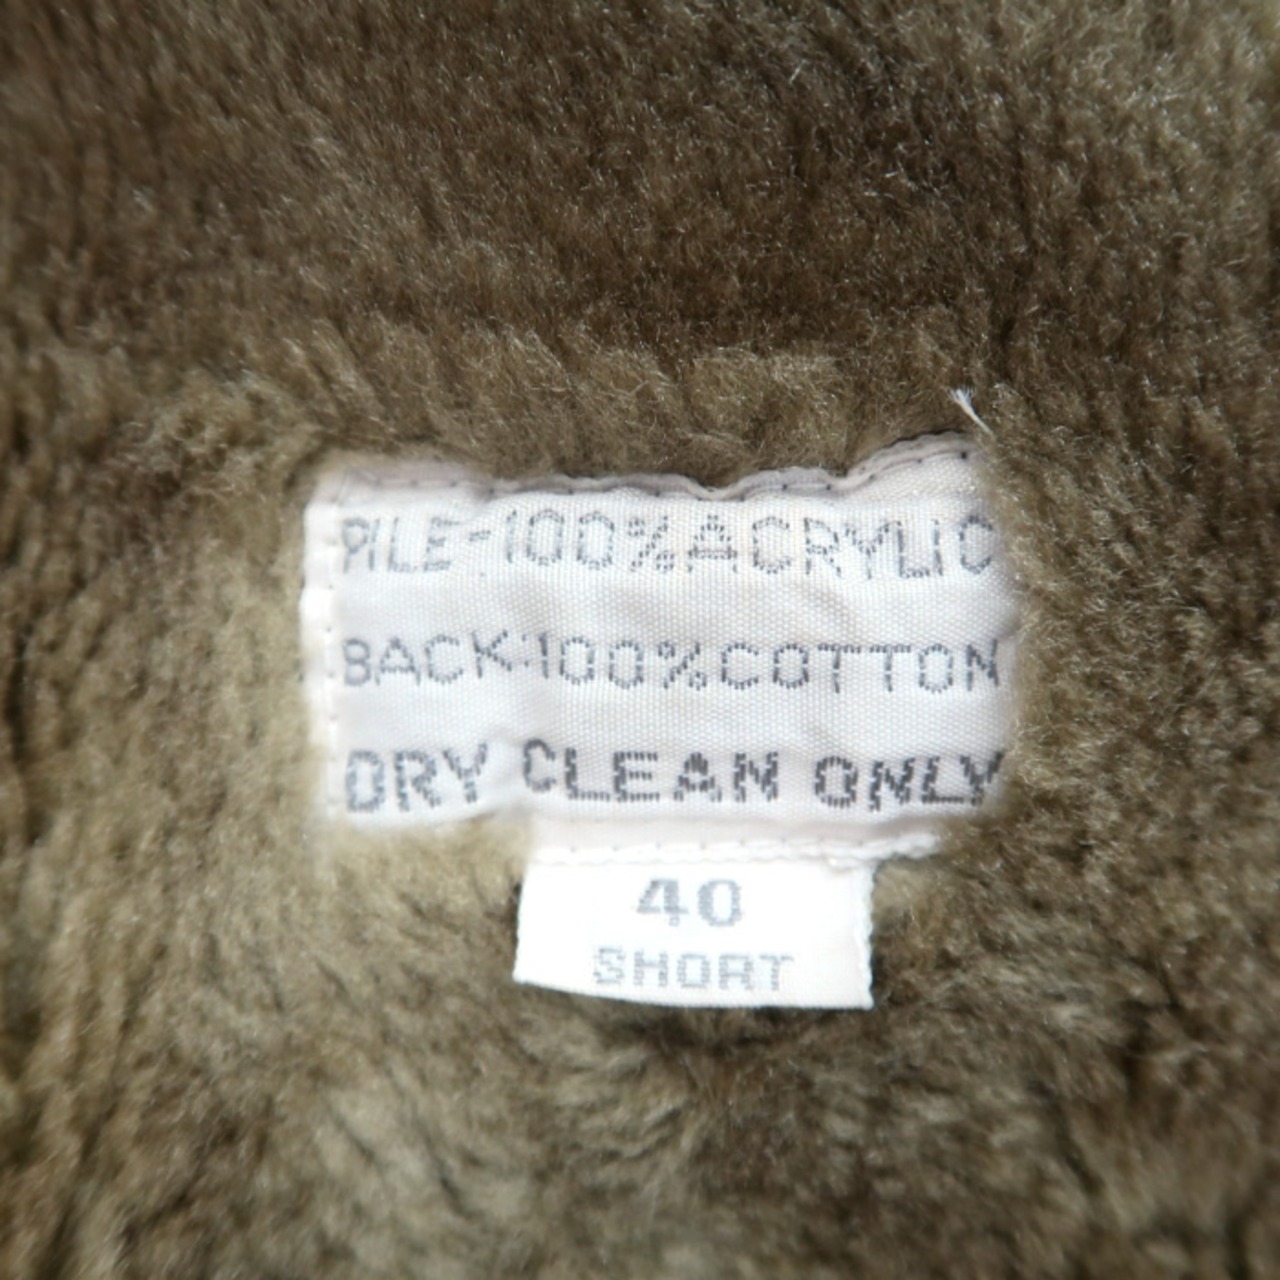 PILE-100%ACRYLIC
BACK-100%COTTON
DRY CLEAN ONLY
40
SHORT